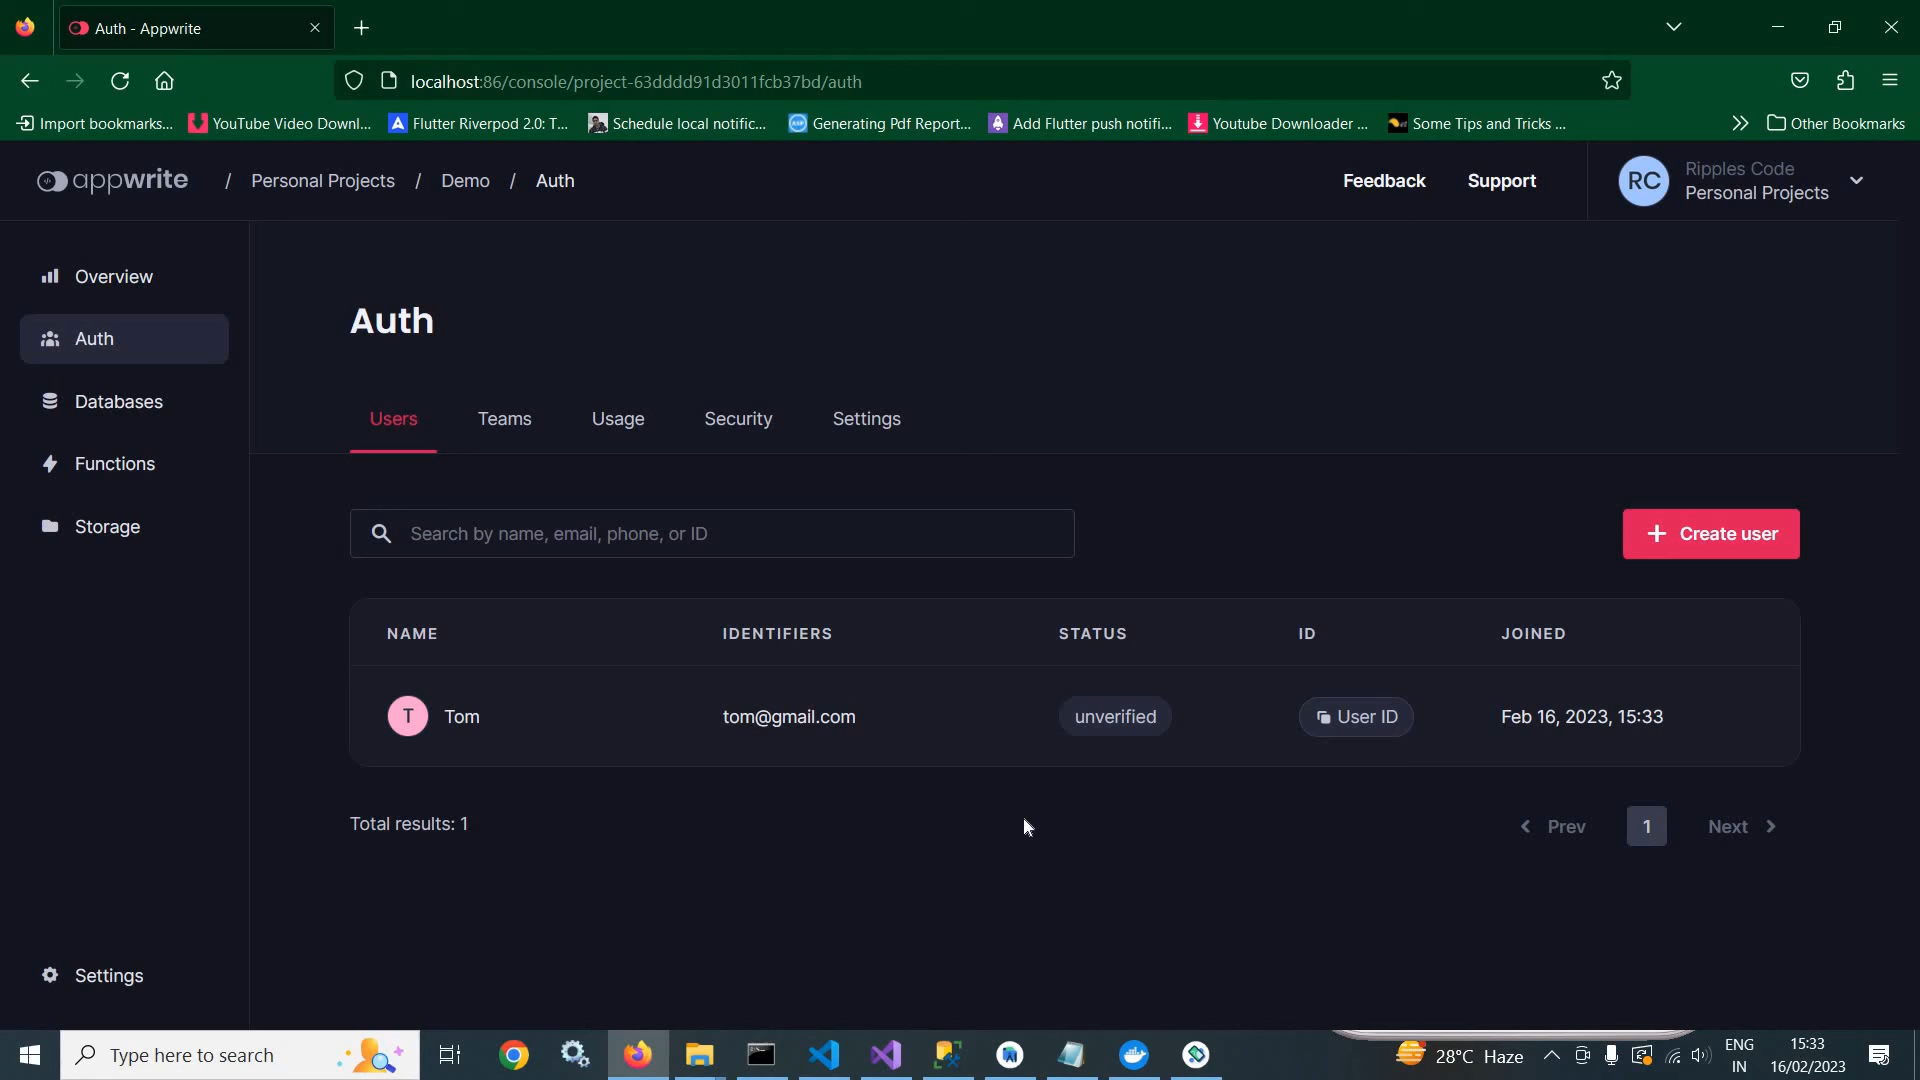 Auth - Appwrite
localhost:86/console/project-63dddd91d3011fcb37bd/auth
Import bookmarks... YouTube Video Downl... Flutter Riverpod 2.0: T... Schedule local notific... Generating Pdf Report... Add Flutter push notifi... Youtube Downloader ... Some Tips and Tricks ... Other Bookmarks
appwrite / Personal Projects / Demo / Auth
Feedback Support
RC Ripples Code
Personal Projects
Overview
Auth
Databases
Functions
Storage
Settings
Auth
Users Teams Usage Security Settings
Search by name, email, phone, or ID
+ Create user
NAME IDENTIFIERS STATUS ID JOINED
T Tom tom@gmail.com unverified User ID Feb 16, 2023, 15:33
Total results: 1
Prev 1 Next
Type here to search
28°C Haze
ENG
IN
15:33
16/02/2023